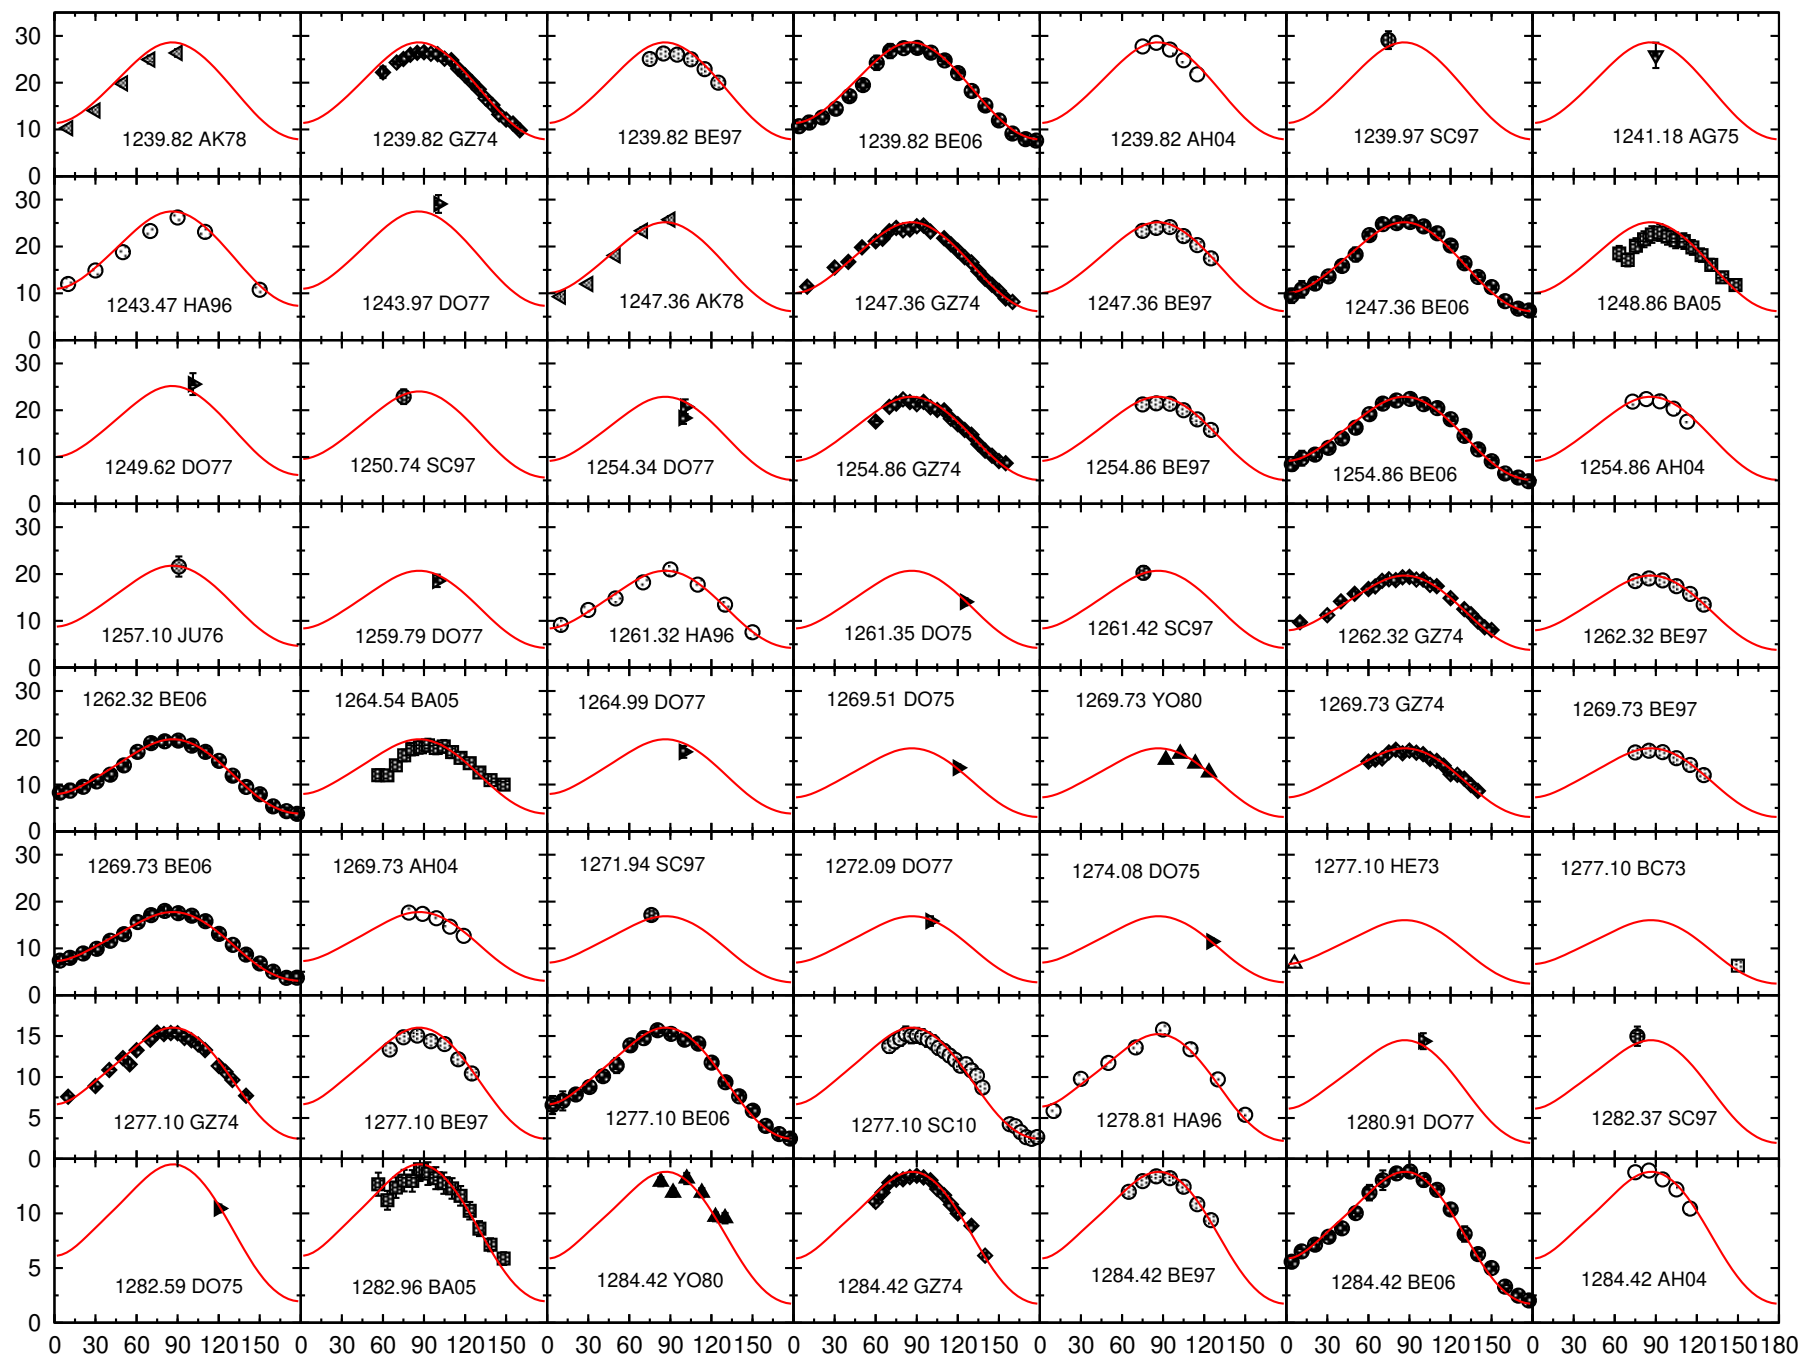 30
20
10
0
1239.82 AK78
1239.82 GZ74
1239.82 BE97
1239.82 BE06
1239.82 AH04
1239.97 SC97
1241.18 AG75
30
20
10
0
1243.47 HA96
1243.97 DO77
1247.36 AK78
1247.36 GZ74
1247.36 BE97
1247.36 BE06
1248.86 BA05
30
20
10
0
1249.62 DO77
1250.74 SC97
1254.34 DO77
1254.86 GZ74
1254.86 BE97
1254.86 BE06
1254.86 AH04
30
20
10
0
1257.10 JU76
1259.79 DO77
1261.32 HA96
1261.35 DO75
1261.42 SC97
1262.32 GZ74
1262.32 BE97
30
20
10
0
1262.32 BE06
1264.54 BA05
1264.99 DO77
1269.51 DO75
1269.73 YO80
1269.73 GZ74
1269.73 BE97
30
20
10
0
1269.73 BE06
1269.73 AH04
1271.94 SC97
1272.09 DO77
1274.08 DO75
1277.10 HE73
1277.10 BC73
15
10
5
0
1277.10 GZ74
1277.10 BE97
1277.10 BE06
1277.10 SC10
1278.81 HA96
1280.91 DO77
1282.37 SC97
10
5
0
1282.59 DO75
1282.96 BA05
1284.42 YO80
1284.42 GZ74
1284.42 BE97
1284.42 BE06
1284.42 AH04
0 30 60 90 120 150 0 30 60 90 120 150 0 30 60 90 120 150 0 30 60 90 120 150 0 30 60 90 120 150 0 30 60 90 120 150 0 30 60 90 120 150 180